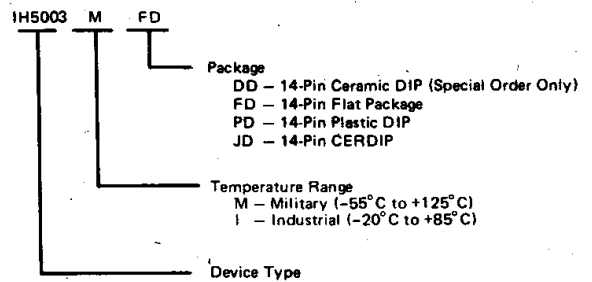 IH5003 M FD
Package
DD – 14-Pin Ceramic DIP (Special Order Only)
FD – 14-Pin Flat Package
PD – 14-Pin Plastic DIP
JD – 14-Pin CERDIP
Temperature Range
M – Military (-55°C to +125°C)
I – Industrial (-20°C to +85°C)
Device Type